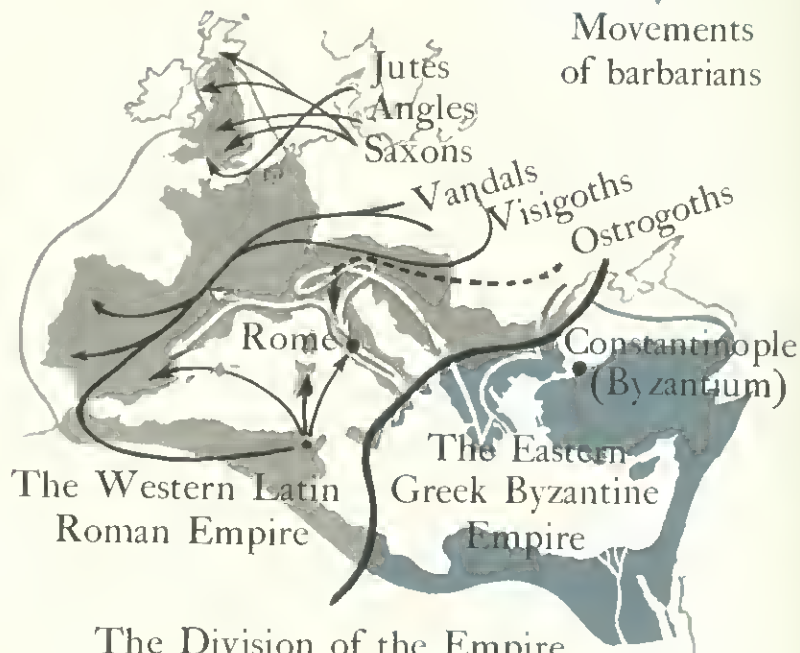 Movements
of barbarians
Jutes
Angles
Saxons
Vandals
Visigoths
Ostrogoths
Rome
Constantinople
(Byzantium)
The Western Latin
Roman Empire
The Eastern
Greek Byzantine
Empire
The Division of the Empire